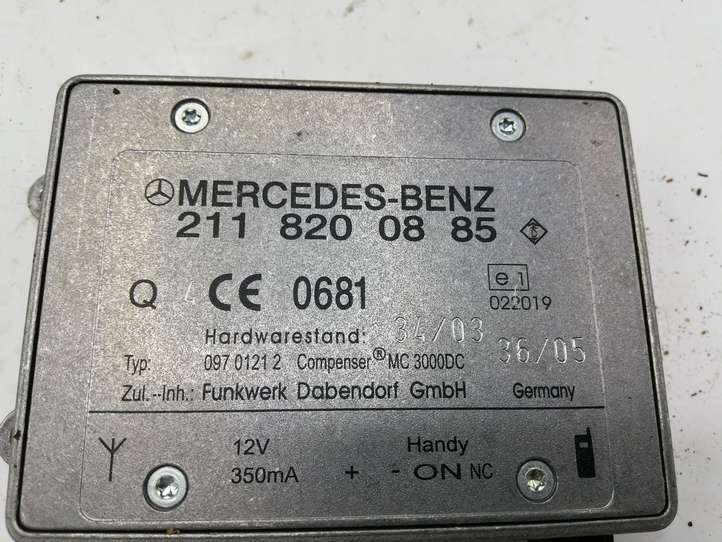 MERCEDES-BENZ
211 820 08 85
Q 4 CE 0681 e1
022019
Hardwarestand: 34/03
Typ: 097 0121 2 Compenser® MC 3000DC 36/05
Zul.-Inh.: Funkwerk Dabendorf GmbH Germany
12V Handy
350mA + - ON NC